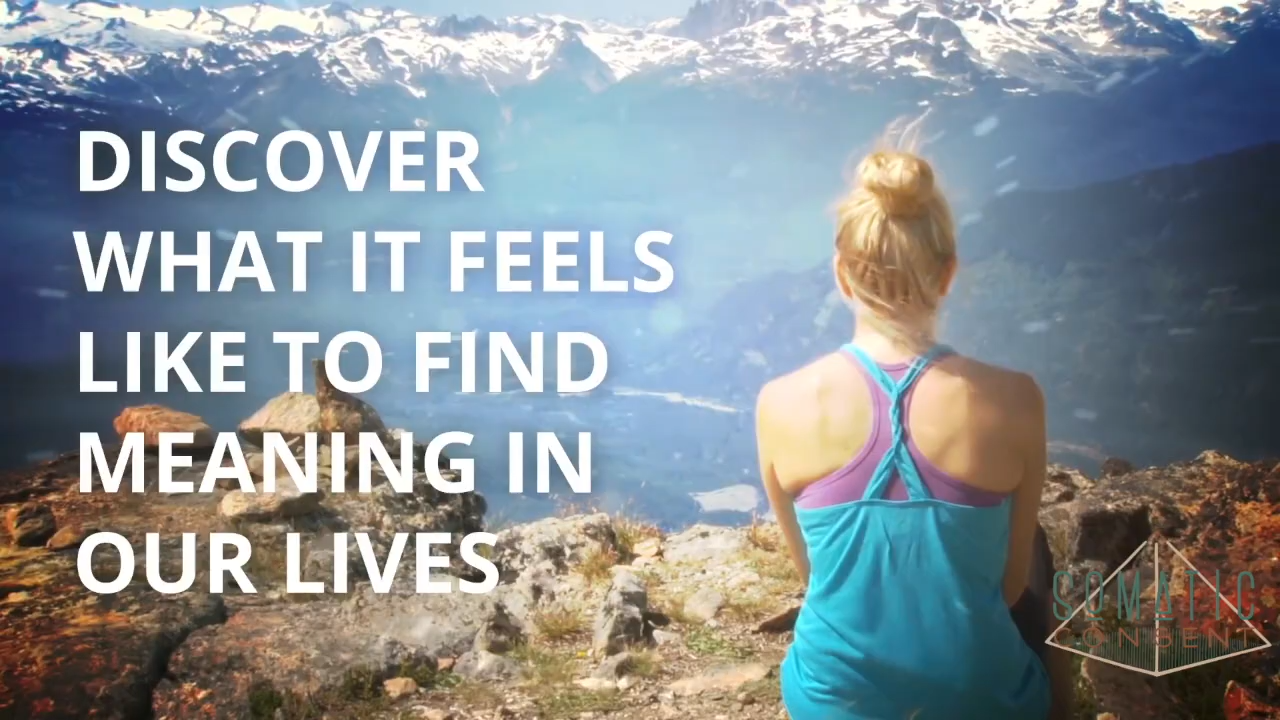 DISCOVER
WHAT IT FEELS
LIKE TO FIND
MEANING IN
OUR LIVES
SOMATIC
CONSENT